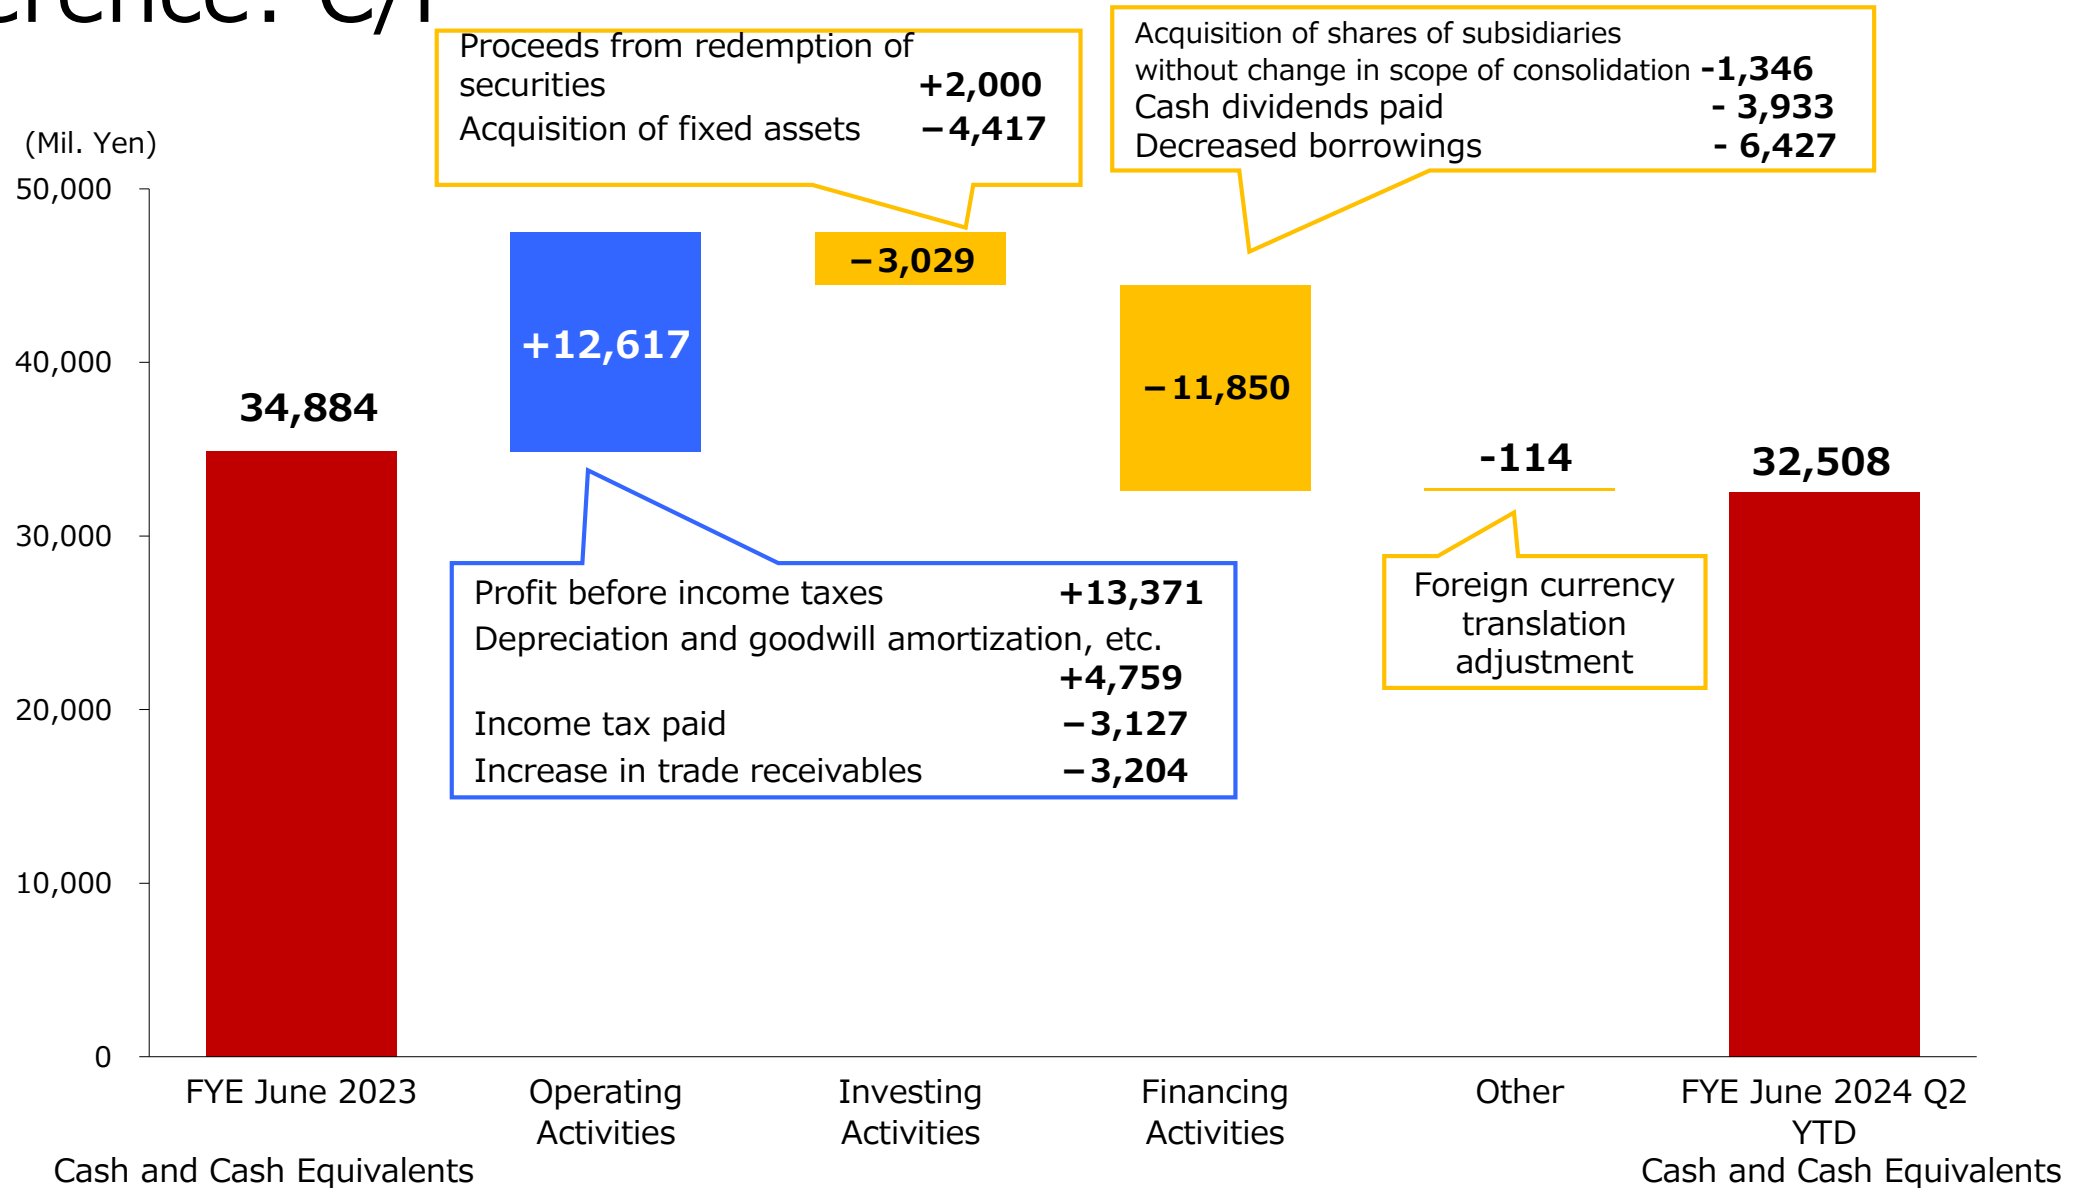 Proceeds from redemption of
securities +2,000
Acquisition of fixed assets −4,417
Acquisition of shares of subsidiaries
without change in scope of consolidation -1,346
Cash dividends paid - 3,933
Decreased borrowings - 6,427
(Mil. Yen)
50,000
40,000
30,000
20,000
10,000
0
34,884
+12,617
−3,029
−11,850
-114
32,508
Profit before income taxes +13,371
Depreciation and goodwill amortization, etc.
+4,759
Income tax paid −3,127
Increase in trade receivables −3,204
Foreign currency
translation
adjustment
FYE June 2023
Cash and Cash Equivalents
Operating
Activities
Investing
Activities
Financing
Activities
Other
FYE June 2024 Q2
YTD
Cash and Cash Equivalents